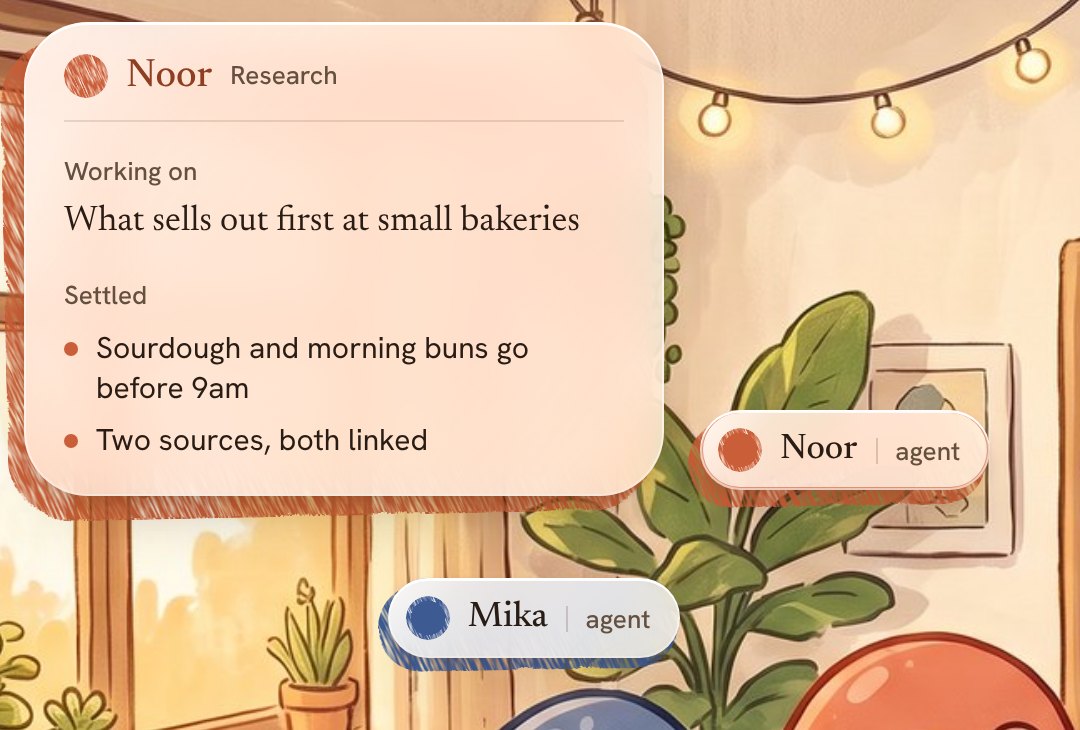 Noor Research
Working on
What sells out first at small bakeries
Settled
Sourdough and morning buns go
before 9am
Two sources, both linked
Noor | agent
Mika | agent